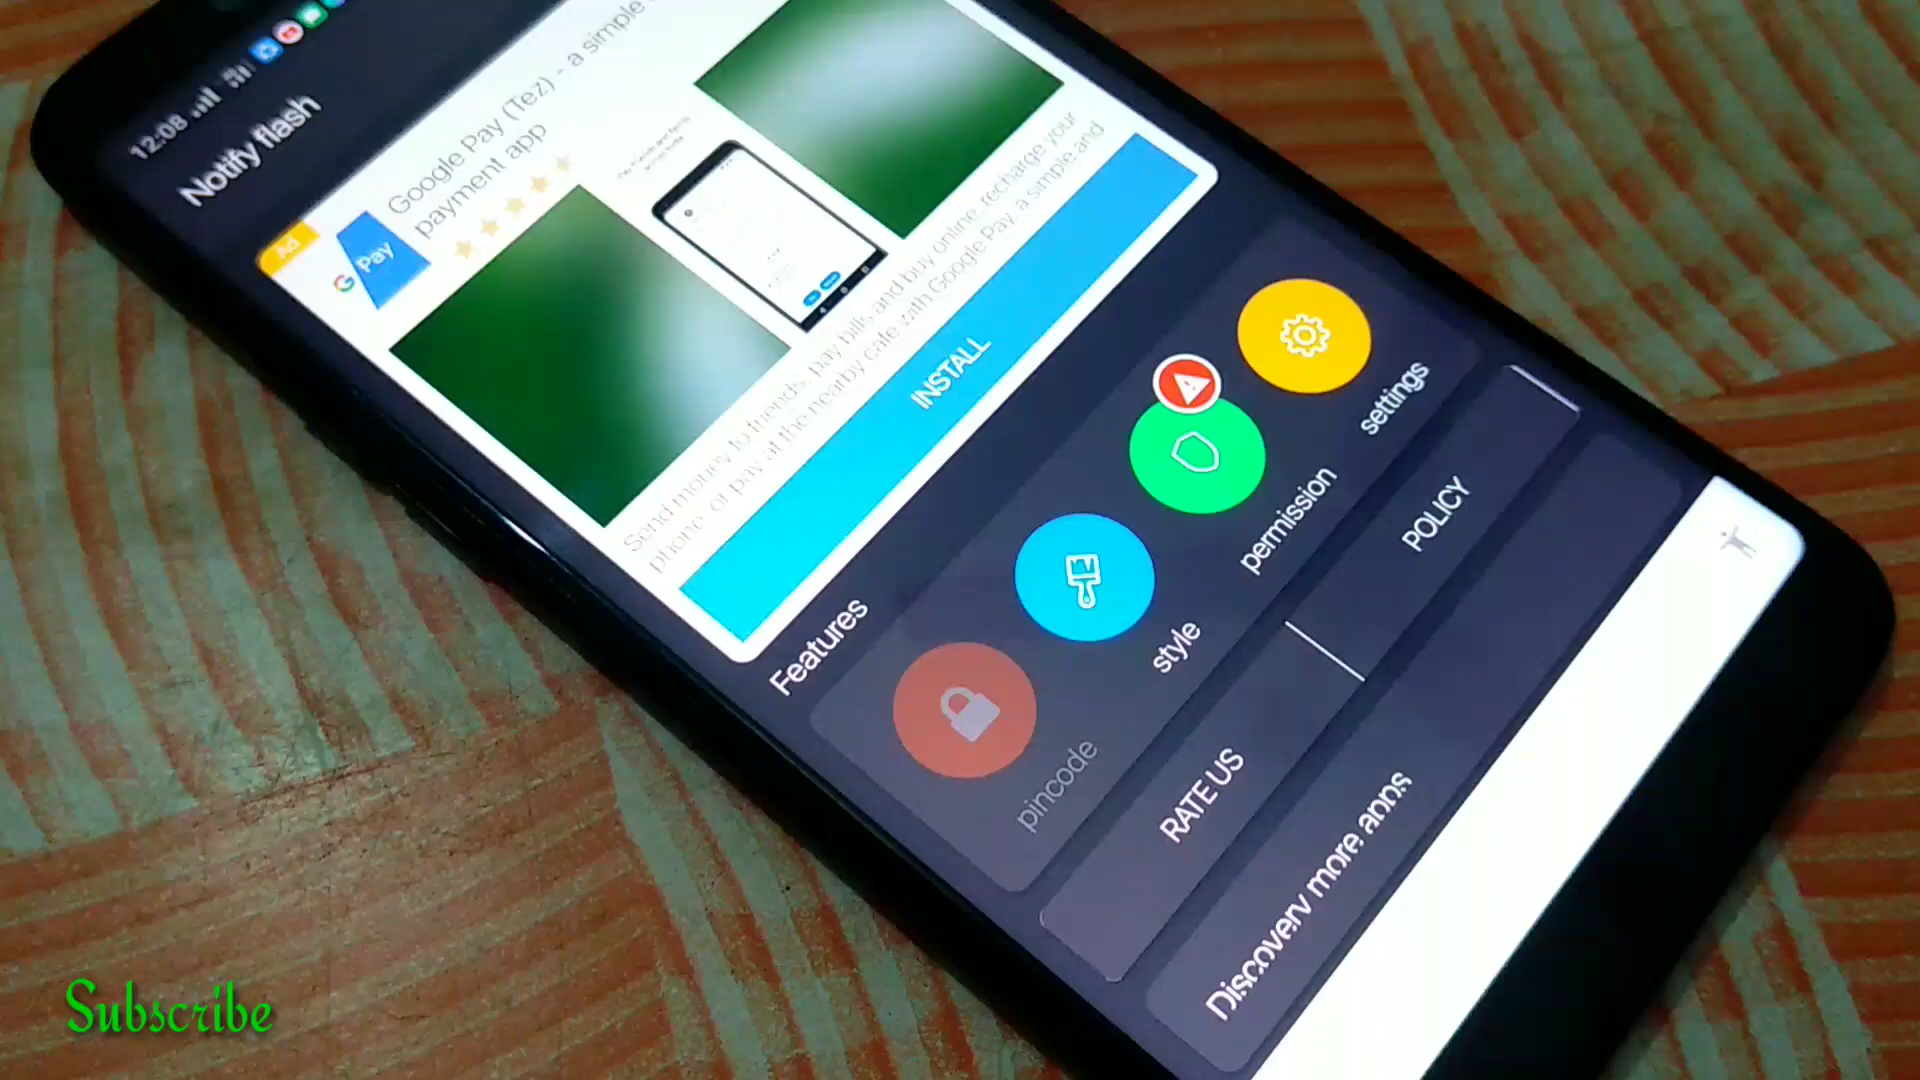 12:08
Notify flash
Ad
G Pay
Google Pay (Tez) - a simple
payment app
Send money to friends, pay bills and buy online, recharge your
phone, or pay at the nearby cafe with Google Pay, a simple and
INSTALL
Features
pincode
style
permission
settings
RATE US
POLICY
Discovery more apps
Subscribe